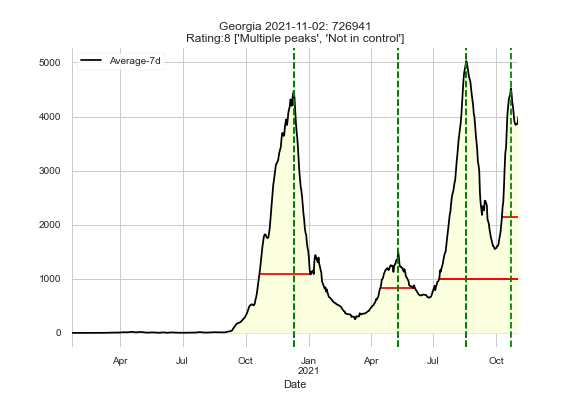 Georgia 2021-11-02: 726941
Rating:8 ['Multiple peaks', 'Not in control']
Average-7d
5000
4000
3000
2000
1000
0
Apr Jul Oct Jan Apr Jul Oct
2021
Date